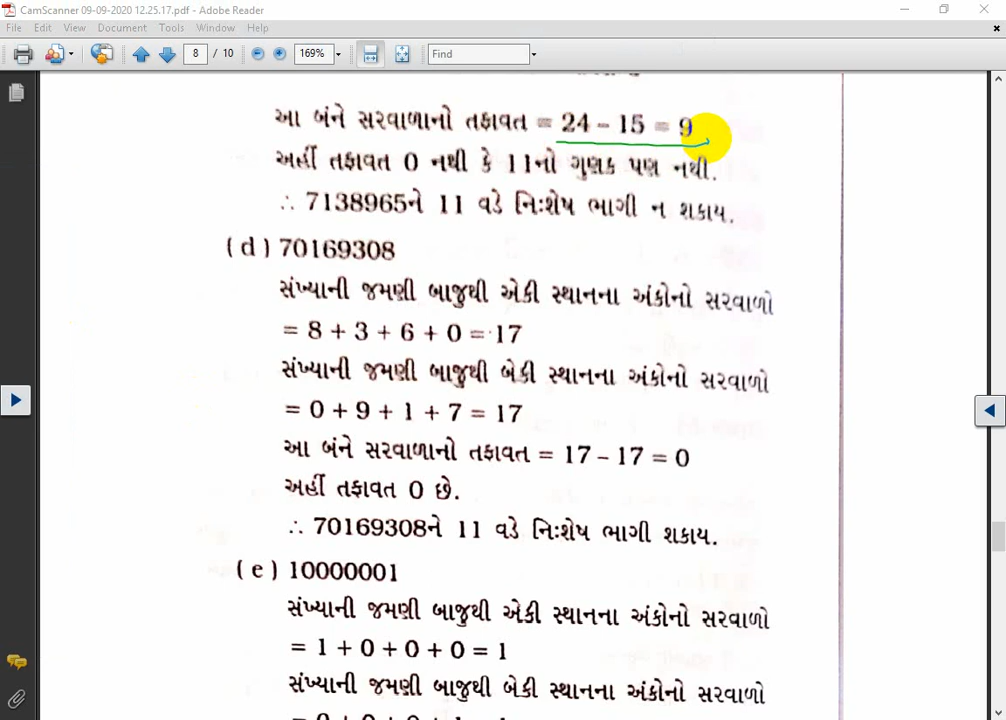 CamScanner 09-09-2020 12.25.17.pdf - Adobe Reader
File Edit View Document Tools Window Help
8 / 10 169% Find
આ બંને સરવાળાનો તફાવત = 24 – 15 = 9
અહીં તફાવત 0 નથી કે 11નો ગુણક પણ નથી.
∴ 7138965ને 11 વડે નિઃશેષ ભાગી ન શકાય.
( d ) 70169308
સંખ્યાની જમણી બાજુથી એકી સ્થાનના અંકોનો સરવાળો
= 8 + 3 + 6 + 0 = 17
સંખ્યાની જમણી બાજુથી બેકી સ્થાનના અંકોનો સરવાળો
= 0 + 9 + 1 + 7 = 17
આ બંને સરવાળાનો તફાવત = 17 – 17 = 0
અહીં તફાવત 0 છે.
∴ 70169308ને 11 વડે નિઃશેષ ભાગી શકાય.
( e ) 10000001
સંખ્યાની જમણી બાજુથી એકી સ્થાનના અંકોનો સરવાળો
= 1 + 0 + 0 + 0 = 1
સંખ્યાની જમણી બાજુથી બેકી સ્થાનના અંકોનો સરવાળો